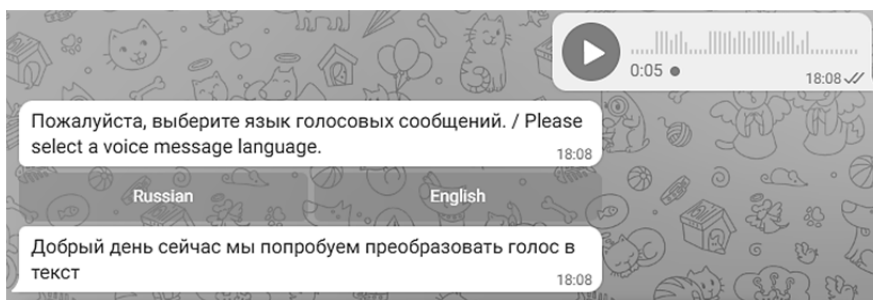 0:05
18:08
Пожалуйста, выберите язык голосовых сообщений. / Please
select a voice message language.
18:08
Russian
English
Добрый день сейчас мы попробуем преобразовать голос в
текст
18:08